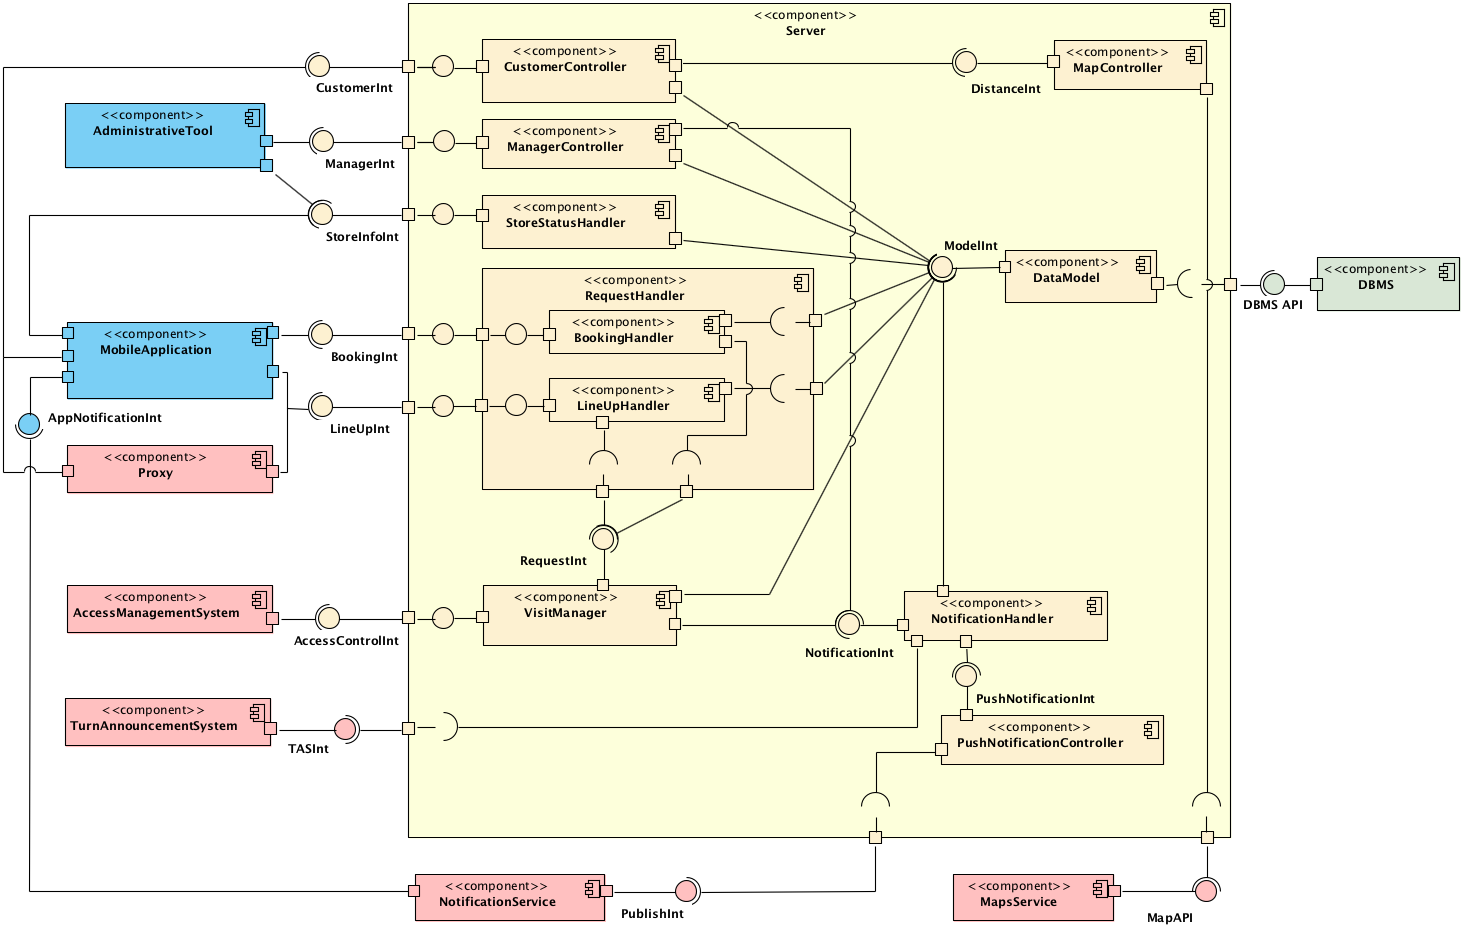 <<component>>
Server
<<component>>
CustomerController
<<component>>
MapController
CustomerInt
DistanceInt
<<component>>
AdministrativeTool
<<component>>
ManagerController
ManagerInt
<<component>>
StoreStatusHandler
StoreInfoInt
ModelInt
<<component>>
DataModel
<<component>>
DBMS
DBMS API
<<component>>
RequestHandler
<<component>>
BookingHandler
<<component>>
MobileApplication
BookingInt
<<component>>
LineUpHandler
AppNotificationInt
LineUpInt
<<component>>
Proxy
RequestInt
<<component>>
AccessManagementSystem
<<component>>
VisitManager
<<component>>
NotificationHandler
AccessControlInt
NotificationInt
PushNotificationInt
<<component>>
TurnAnnouncementSystem
TASInt
<<component>>
PushNotificationController
<<component>>
NotificationService
PublishInt
<<component>>
MapsService
MapAPI